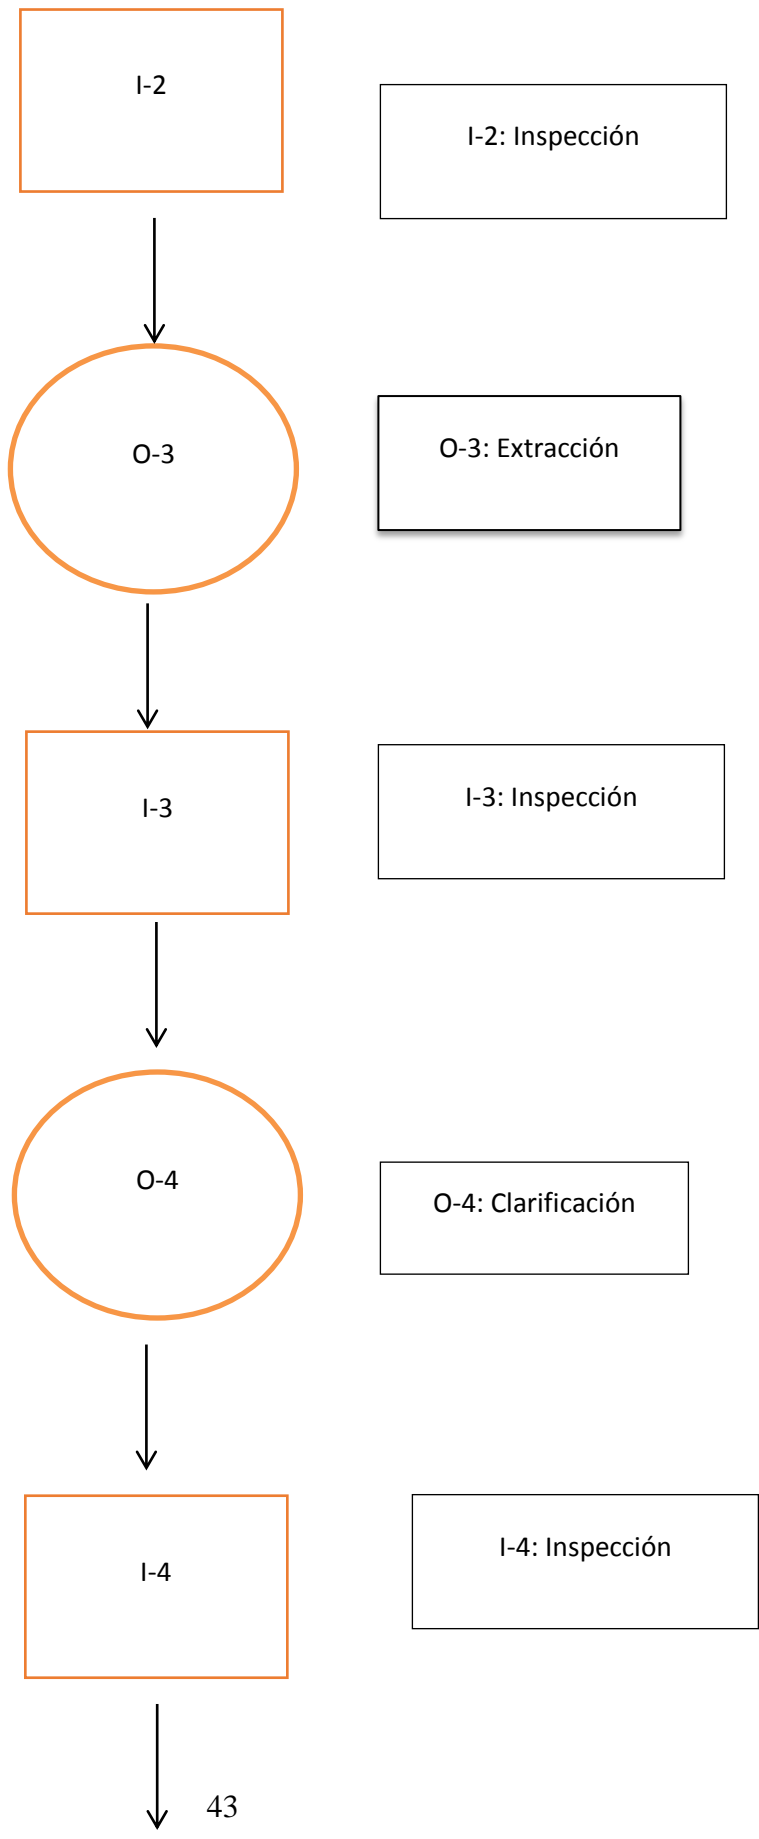 I-2
I-2: Inspección
O-3
O-3: Extracción
I-3
I-3: Inspección
O-4
O-4: Clarificación
I-4
I-4: Inspección
43